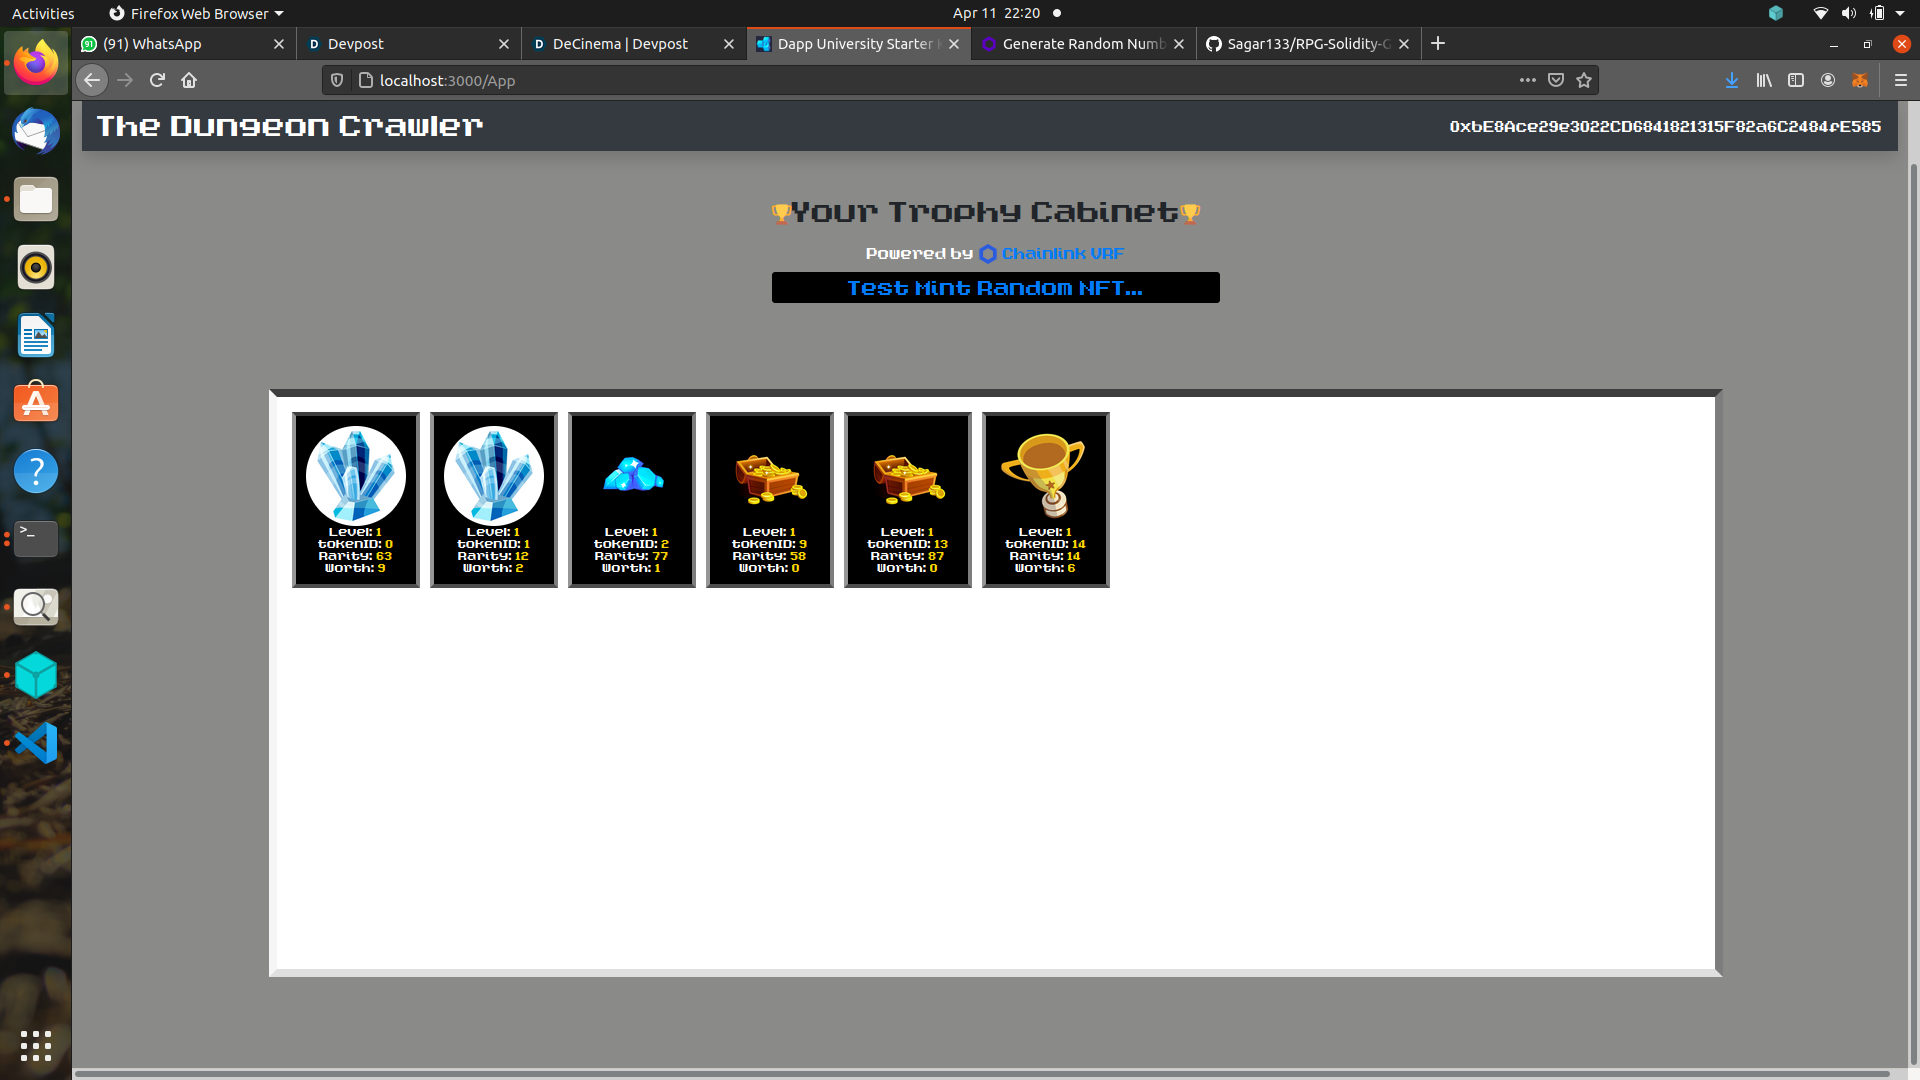 Activities
Firefox Web Browser
Apr 11 22:20
91
(91) WhatsApp
D Devpost
D DeCinema | Devpost
Dapp University Starter K
Generate Random Numb
Sagar133/RPG-Solidity-C
localhost:3000/App
The Dungeon Crawler
0xbE8Ace29e3022CD6841821315F82a6C2484fE585
Your Trophy Cabinet
Powered by Chainlink VRF
Test Mint Random NFT...
Level: 1
tokenID: 0
Rarity: 63
Worth: 9
Level: 1
tokenID: 1
Rarity: 12
Worth: 2
Level: 1
tokenID: 2
Rarity: 77
Worth: 1
Level: 1
tokenID: 9
Rarity: 58
Worth: 0
Level: 1
tokenID: 13
Rarity: 87
Worth: 0
Level: 1
tokenID: 14
Rarity: 14
Worth: 6